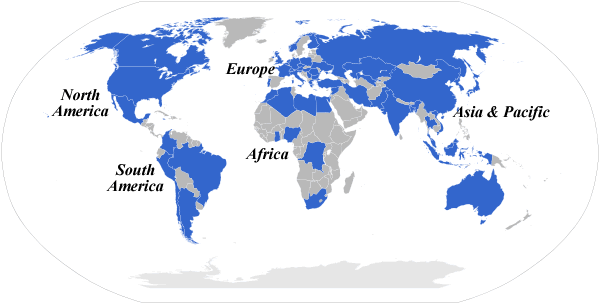 Europe
North
America
Asia & Pacific
Africa
South
America